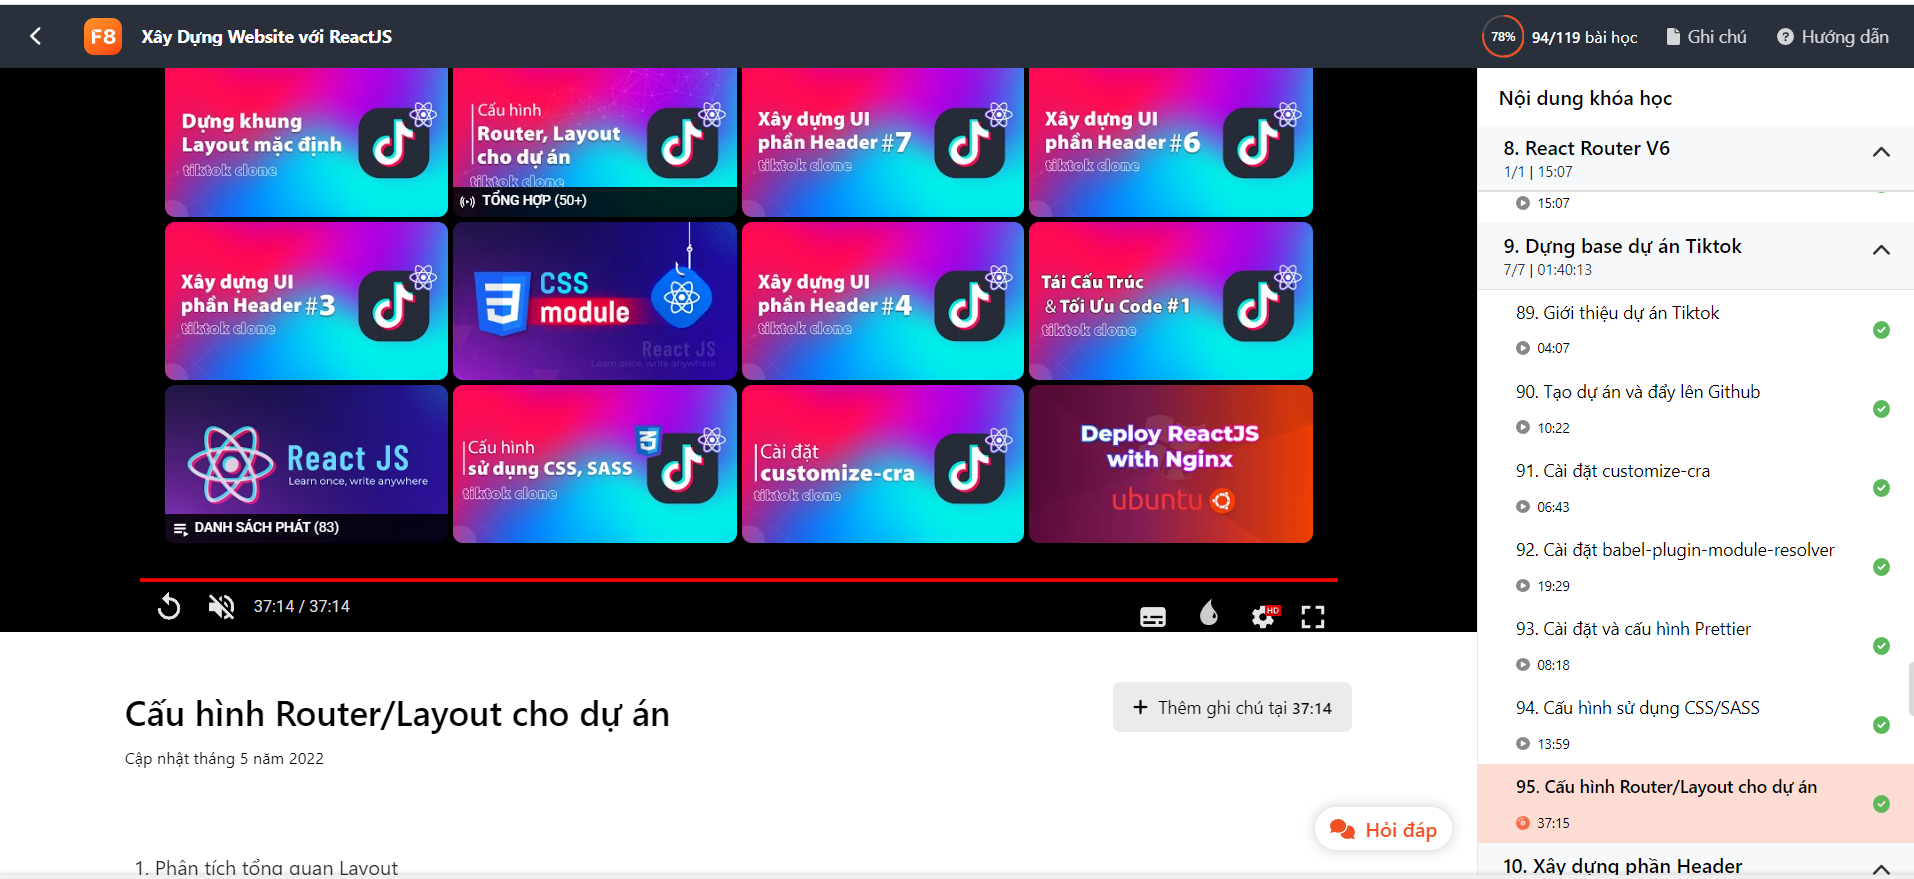 F8
Xây Dựng Website với ReactJS
78%
94/119 bài học
Ghi chú
Hướng dẫn
Dựng khung
Layout mặc định
tiktok clone
Cấu hình
Router, Layout
cho dự án
tiktok clone
TỔNG HỢP (50+)
Xây dựng UI
phần Header #7
tiktok clone
Xây dựng UI
phần Header #6
tiktok clone
Xây dựng UI
phần Header #3
tiktok clone
CSS
module
React JS
Learn once, write anywhere
Xây dựng UI
phần Header #4
tiktok clone
Tái Cấu Trúc
& Tối Ưu Code #1
tiktok clone
React JS
Learn once, write anywhere
DANH SÁCH PHÁT (83)
Cấu hình
sử dụng CSS, SASS
tiktok clone
Cài đặt
customize-cra
tiktok clone
Deploy ReactJS
with Nginx
ubuntu
37:14 / 37:14
HD
Cấu hình Router/Layout cho dự án
Cập nhật tháng 5 năm 2022
Thêm ghi chú tại 37:14
Hỏi đáp
1. Phân tích tổng quan Layout
Nội dung khóa học
8. React Router V6
1/1 | 15:07
15:07
9. Dựng base dự án Tiktok
7/7 | 01:40:13
89. Giới thiệu dự án Tiktok
04:07
90. Tạo dự án và đẩy lên Github
10:22
91. Cài đặt customize-cra
06:43
92. Cài đặt babel-plugin-module-resolver
19:29
93. Cài đặt và cấu hình Prettier
08:18
94. Cấu hình sử dụng CSS/SASS
13:59
95. Cấu hình Router/Layout cho dự án
37:15
10. Xây dựng phần Header